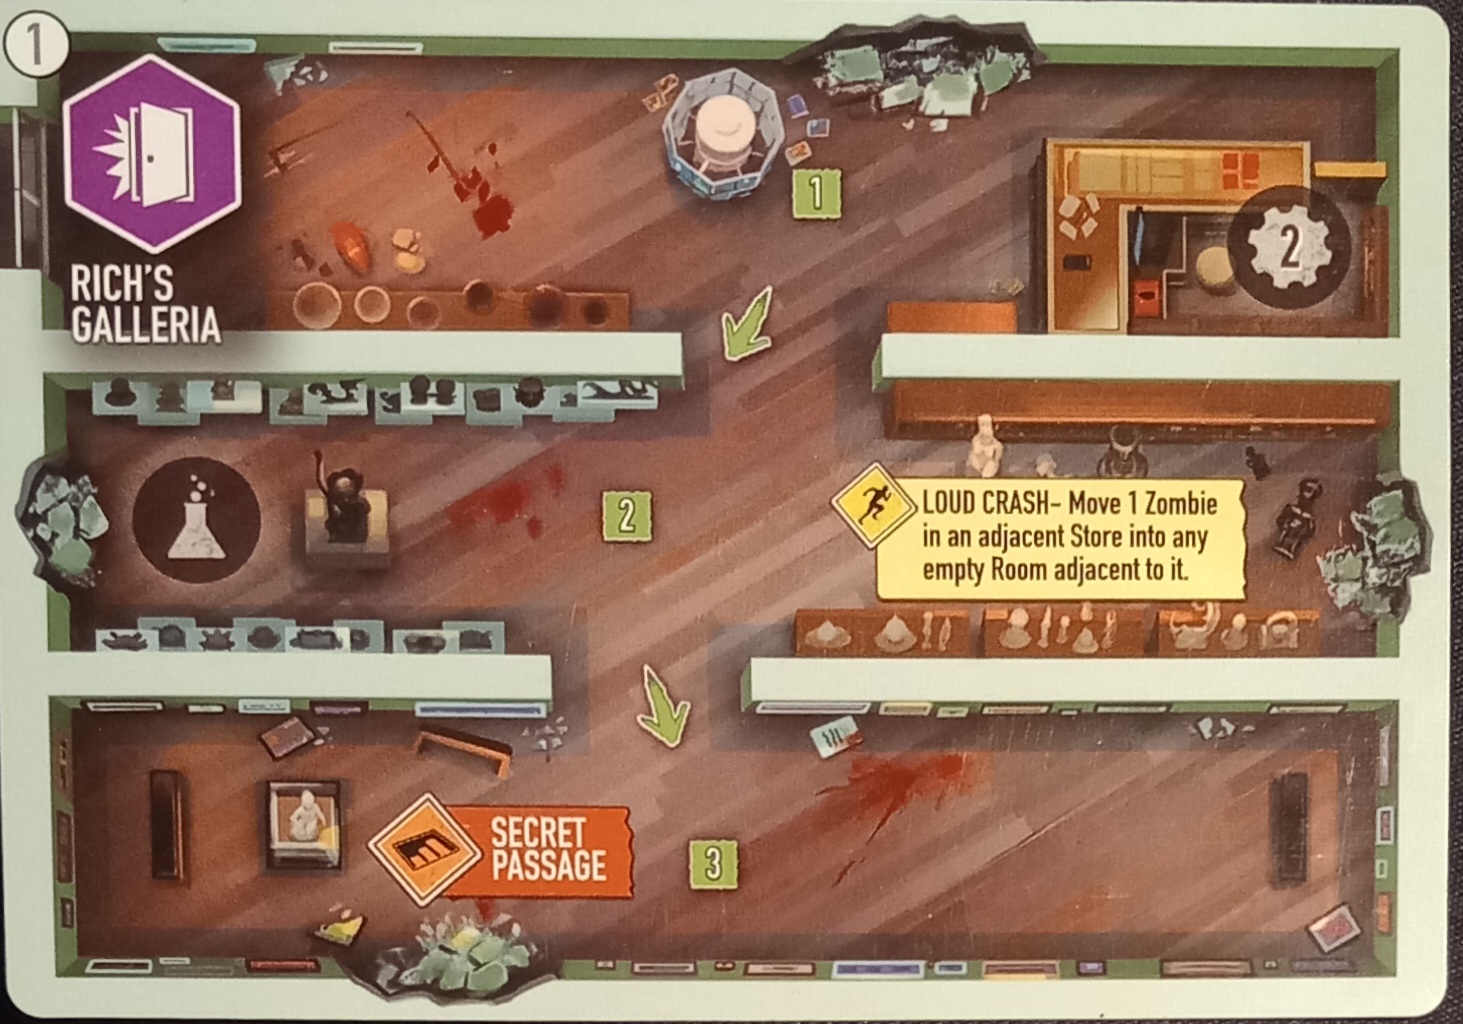 1
RICH'S
GALLERIA
1
2
2
LOUD CRASH- Move 1 Zombie
in an adjacent Store into any
empty Room adjacent to it.
SECRET
PASSAGE
3